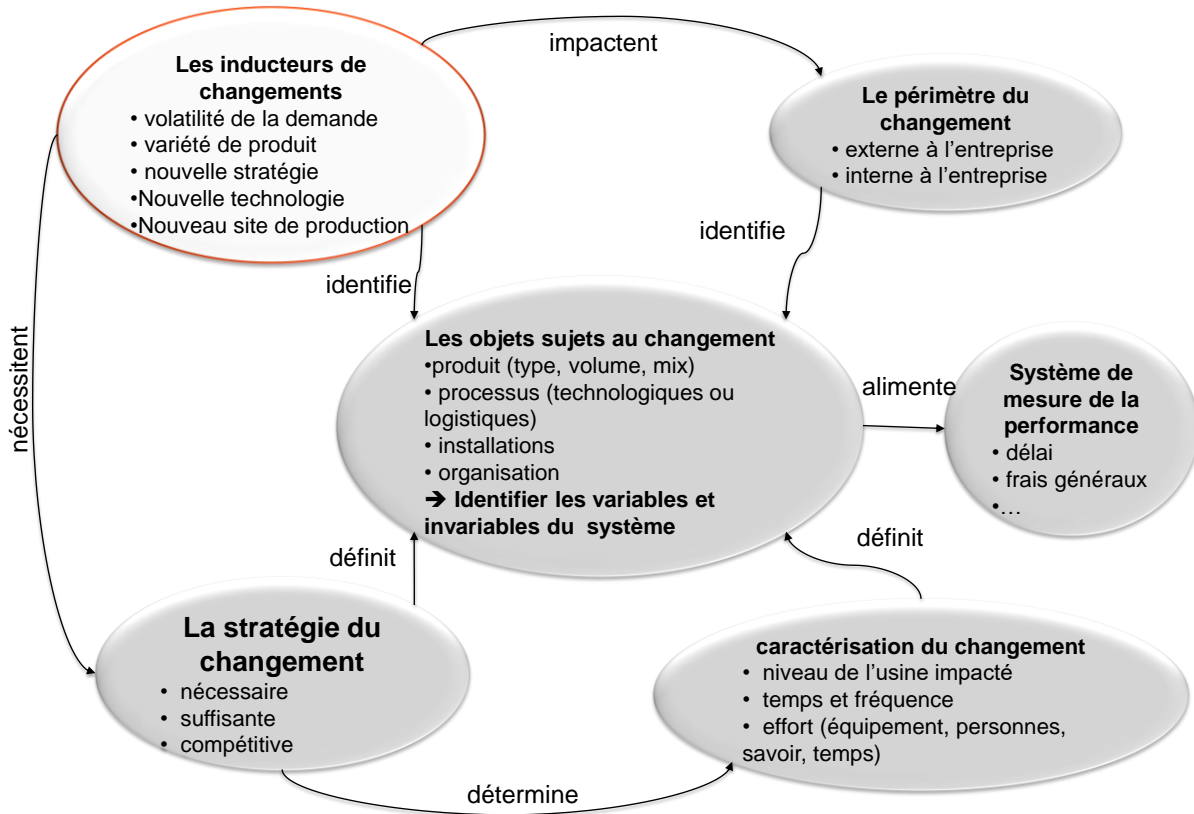 impactent
Les inducteurs de
changements
• volatilité de la demande
• variété de produit
• nouvelle stratégie
•Nouvelle technologie
•Nouveau site de production
Le périmètre du
changement
• externe à l’entreprise
• interne à l’entreprise
identifie
identifie
nécessitent
Les objets sujets au changement
•produit (type, volume, mix)
• processus (technologiques ou
logistiques)
• installations
• organisation
➔ Identifier les variables et
invariables du système
alimente
Système de
mesure de la
performance
• délai
• frais généraux
•…
définit
définit
La stratégie du
changement
• nécessaire
• suffisante
• compétitive
caractérisation du changement
• niveau de l’usine impacté
• temps et fréquence
• effort (équipement, personnes,
savoir, temps)
détermine